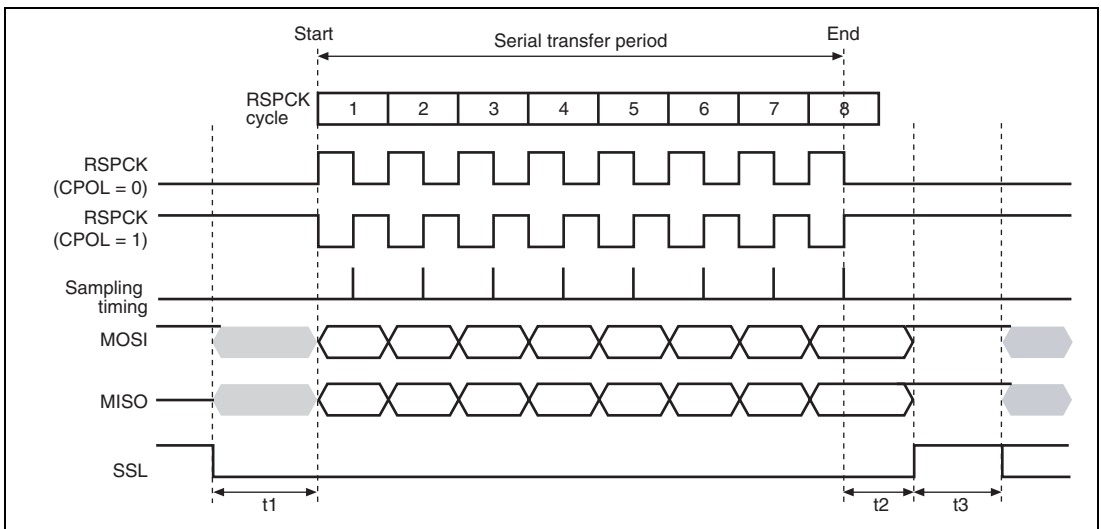 Start
Serial transfer period
End
RSPCK
cycle
1 2 3 4 5 6 7 8
RSPCK
(CPOL = 0)
RSPCK
(CPOL = 1)
Sampling
timing
MOSI
MISO
SSL
t1
t2
t3